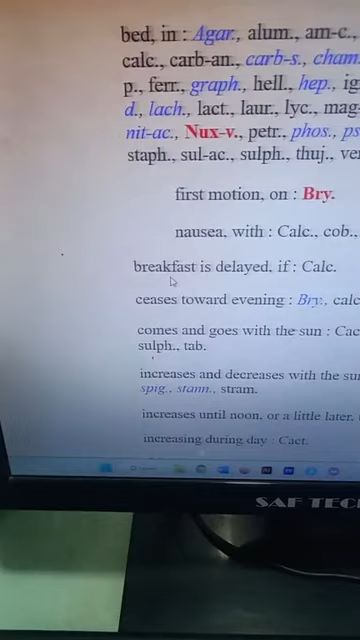 bed, in : Agar., alum., am-c.,
calc., carb-an., carb-s., cham.
p., ferr., graph., hell., hep., ig
d., lach., lact., laur., lyc., mag-
nit-ac., Nux-v., petr., phos., ps
staph., sul-ac., sulph., thuj., ver
first motion, on : Bry.
nausea, with : Calc., cob.,
breakfast is delayed, if : Calc.
ceases toward evening : Bry., calc
comes and goes with the sun : Cac
sulph., tab.
increases and decreases with the sun
spig., stann., stram.
increases until noon, or a little later,
increasing during day : Cact.
SAF TEC